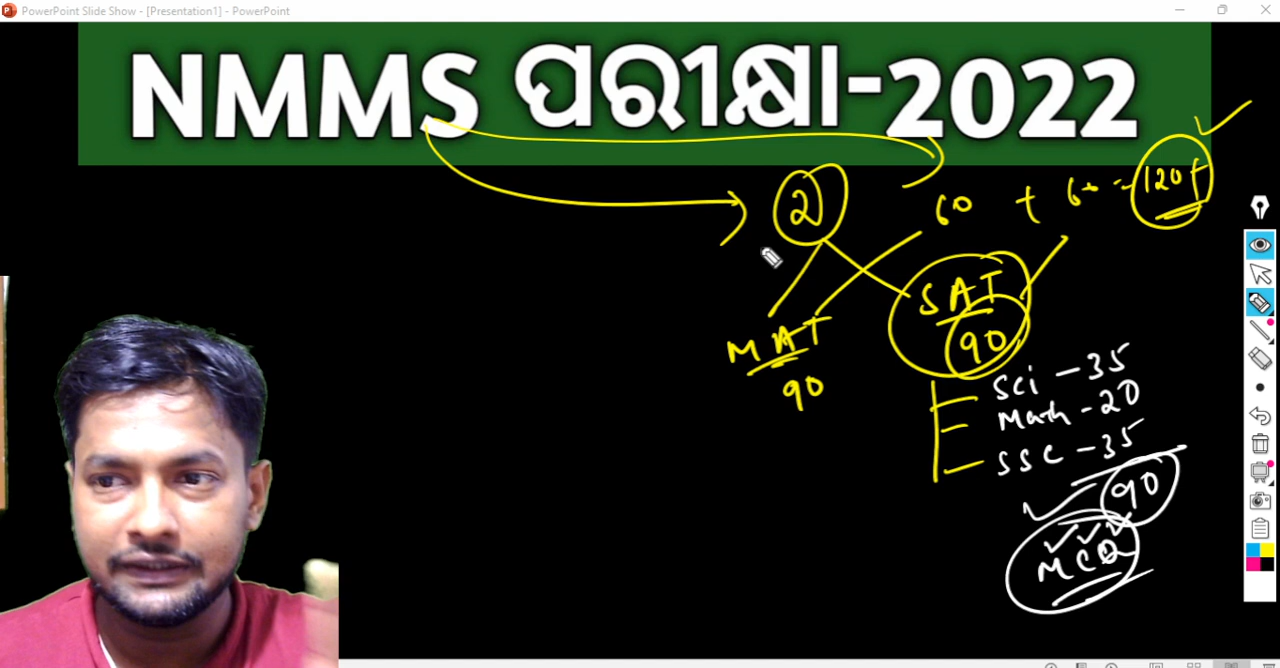 PowerPoint Slide Show - [Presentation1] - PowerPoint
NMMS ପରୀକ୍ଷା-2022
2
60 + 60 = 120
MAT
90
SAT
90
Sci - 35
Math - 20
SSC - 35
90
MCQ